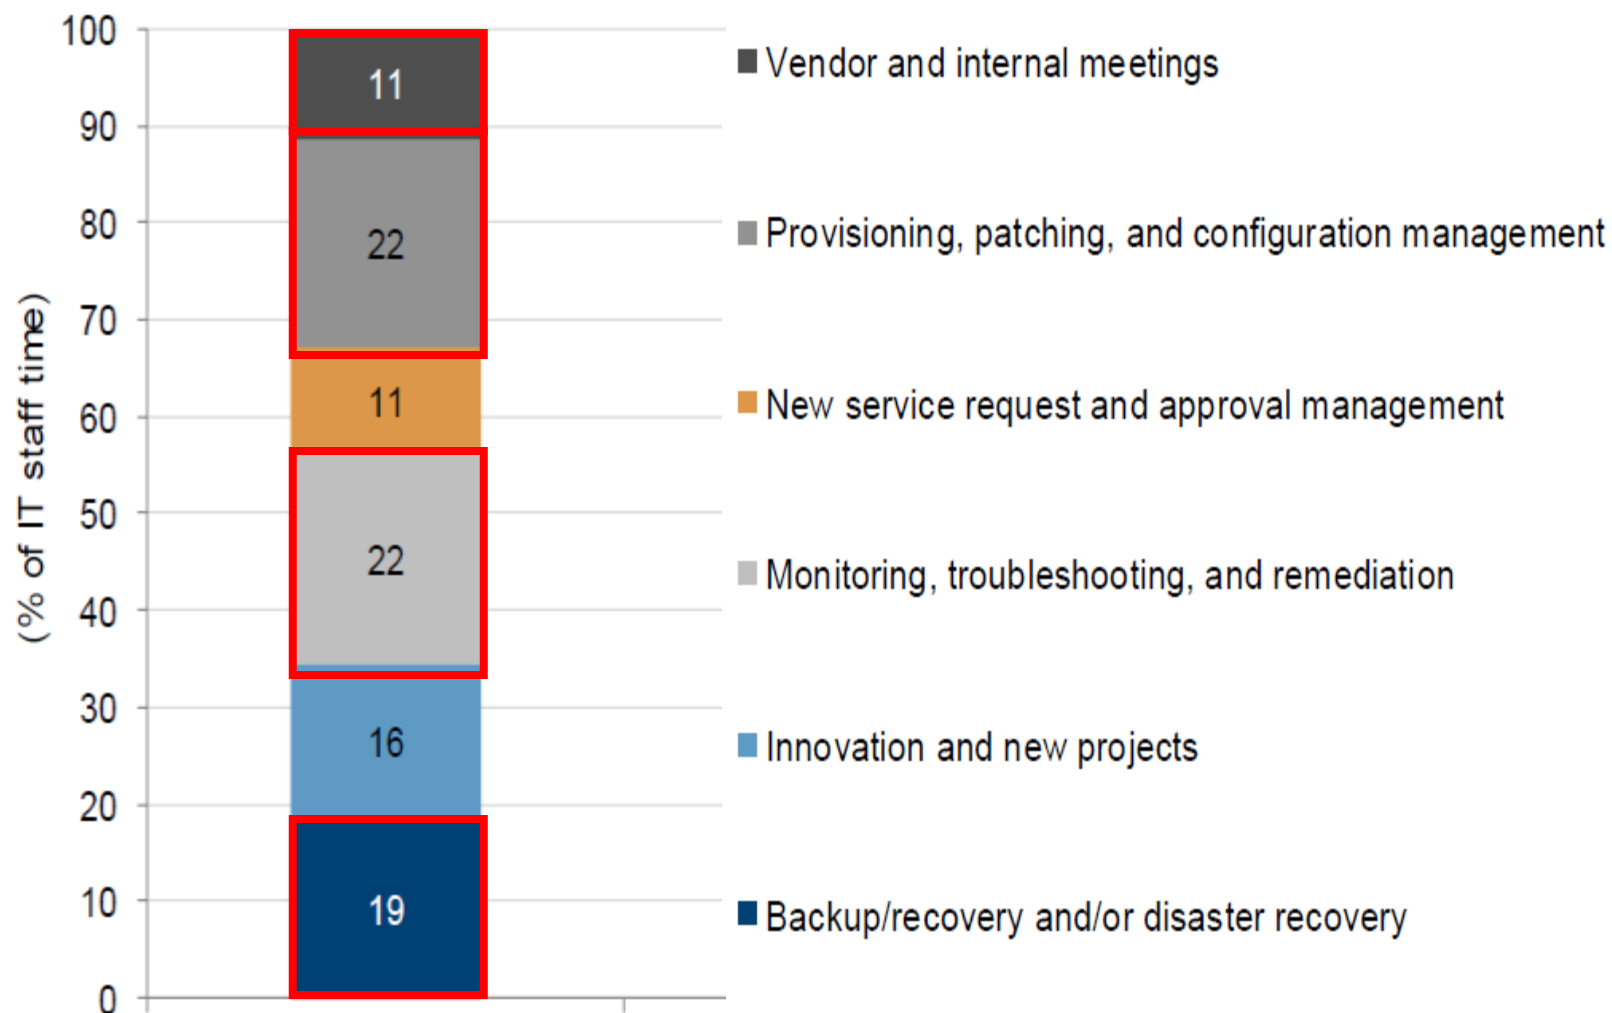 100
90
80
70
60
50
40
30
20
10
0
(% of IT staff time)
11
22
11
22
16
19
Vendor and internal meetings
Provisioning, patching, and configuration management
New service request and approval management
Monitoring, troubleshooting, and remediation
Innovation and new projects
Backup/recovery and/or disaster recovery